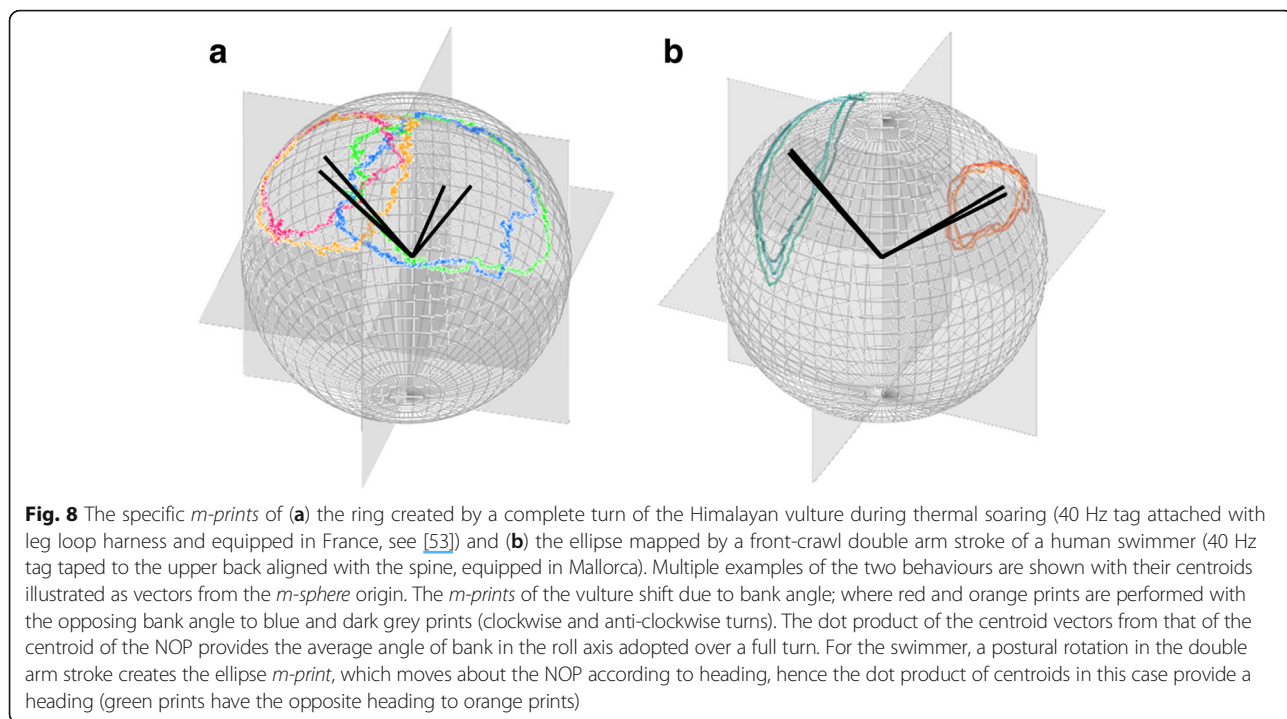 a
b
Fig. 8 The specific m-prints of (a) the ring created by a complete turn of the Himalayan vulture during thermal soaring (40 Hz tag attached with
leg loop harness and equipped in France, see [53]) and (b) the ellipse mapped by a front-crawl double arm stroke of a human swimmer (40 Hz
tag taped to the upper back aligned with the spine, equipped in Mallorca). Multiple examples of the two behaviours are shown with their centroids
illustrated as vectors from the m-sphere origin. The m-prints of the vulture shift due to bank angle; where red and orange prints are performed with
the opposing bank angle to blue and dark grey prints (clockwise and anti-clockwise turns). The dot product of the centroid vectors from that of the
centroid of the NOP provides the average angle of bank in the roll axis adopted over a full turn. For the swimmer, a postural rotation in the double
arm stroke creates the ellipse m-print, which moves about the NOP according to heading, hence the dot product of centroids in this case provide a
heading (green prints have the opposite heading to orange prints)